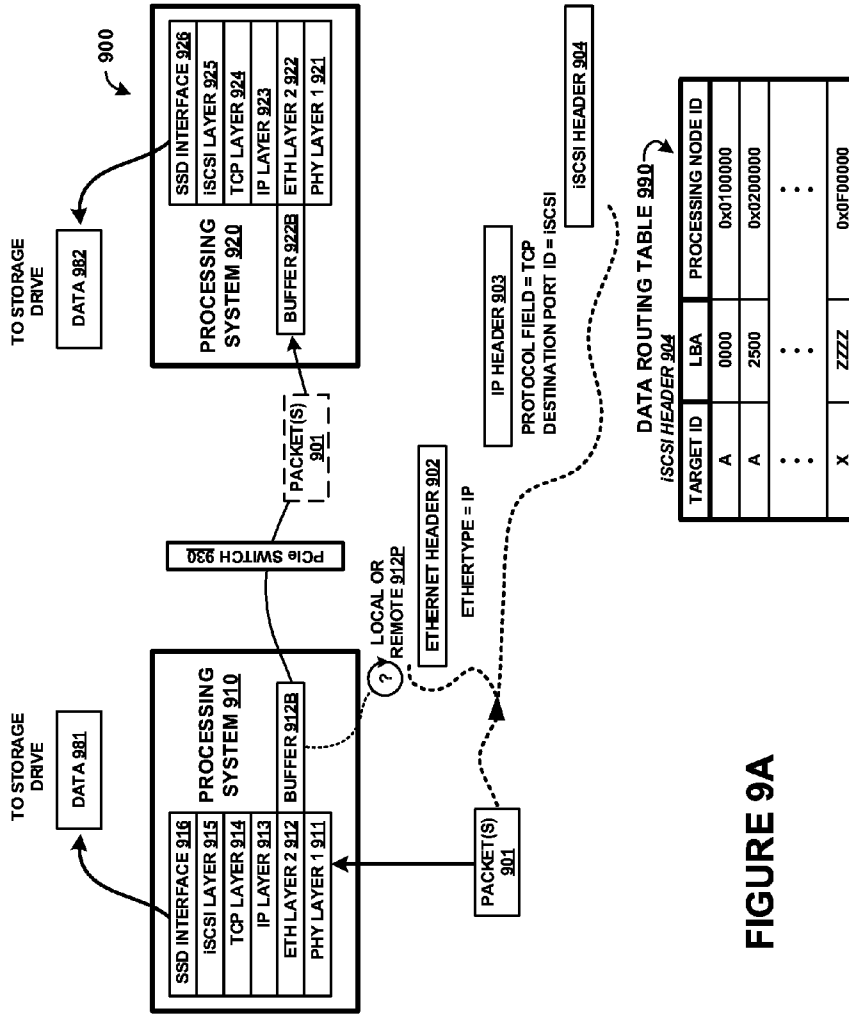 TO STORAGE
DRIVE
DATA 981
SSD INTERFACE 916
iSCSI LAYER 915
TCP LAYER 914
IP LAYER 913
ETH LAYER 2 912
PHY LAYER 1 911
PROCESSING
SYSTEM 910
BUFFER 912B
PCIe SWITCH 930
PACKET(S)
901
TO STORAGE
DRIVE
DATA 982
900
SSD INTERFACE 926
iSCSI LAYER 925
TCP LAYER 924
IP LAYER 923
ETH LAYER 2 922
PHY LAYER 1 921
PROCESSING
SYSTEM 920
BUFFER 922B
?
LOCAL OR
REMOTE 912P
PACKET(S)
901
ETHERNET HEADER 902
ETHERTYPE = IP
IP HEADER 903
PROTOCOL FIELD = TCP
DESTINATION PORT ID = iSCSI
iSCSI HEADER 904
DATA ROUTING TABLE 990
iSCSI HEADER 904
TARGET ID LBA PROCESSING NODE ID
A 0000 0x0100000
A 2500 0x0200000
... ... ...
X ZZZZ 0x0F00000
FIGURE 9A